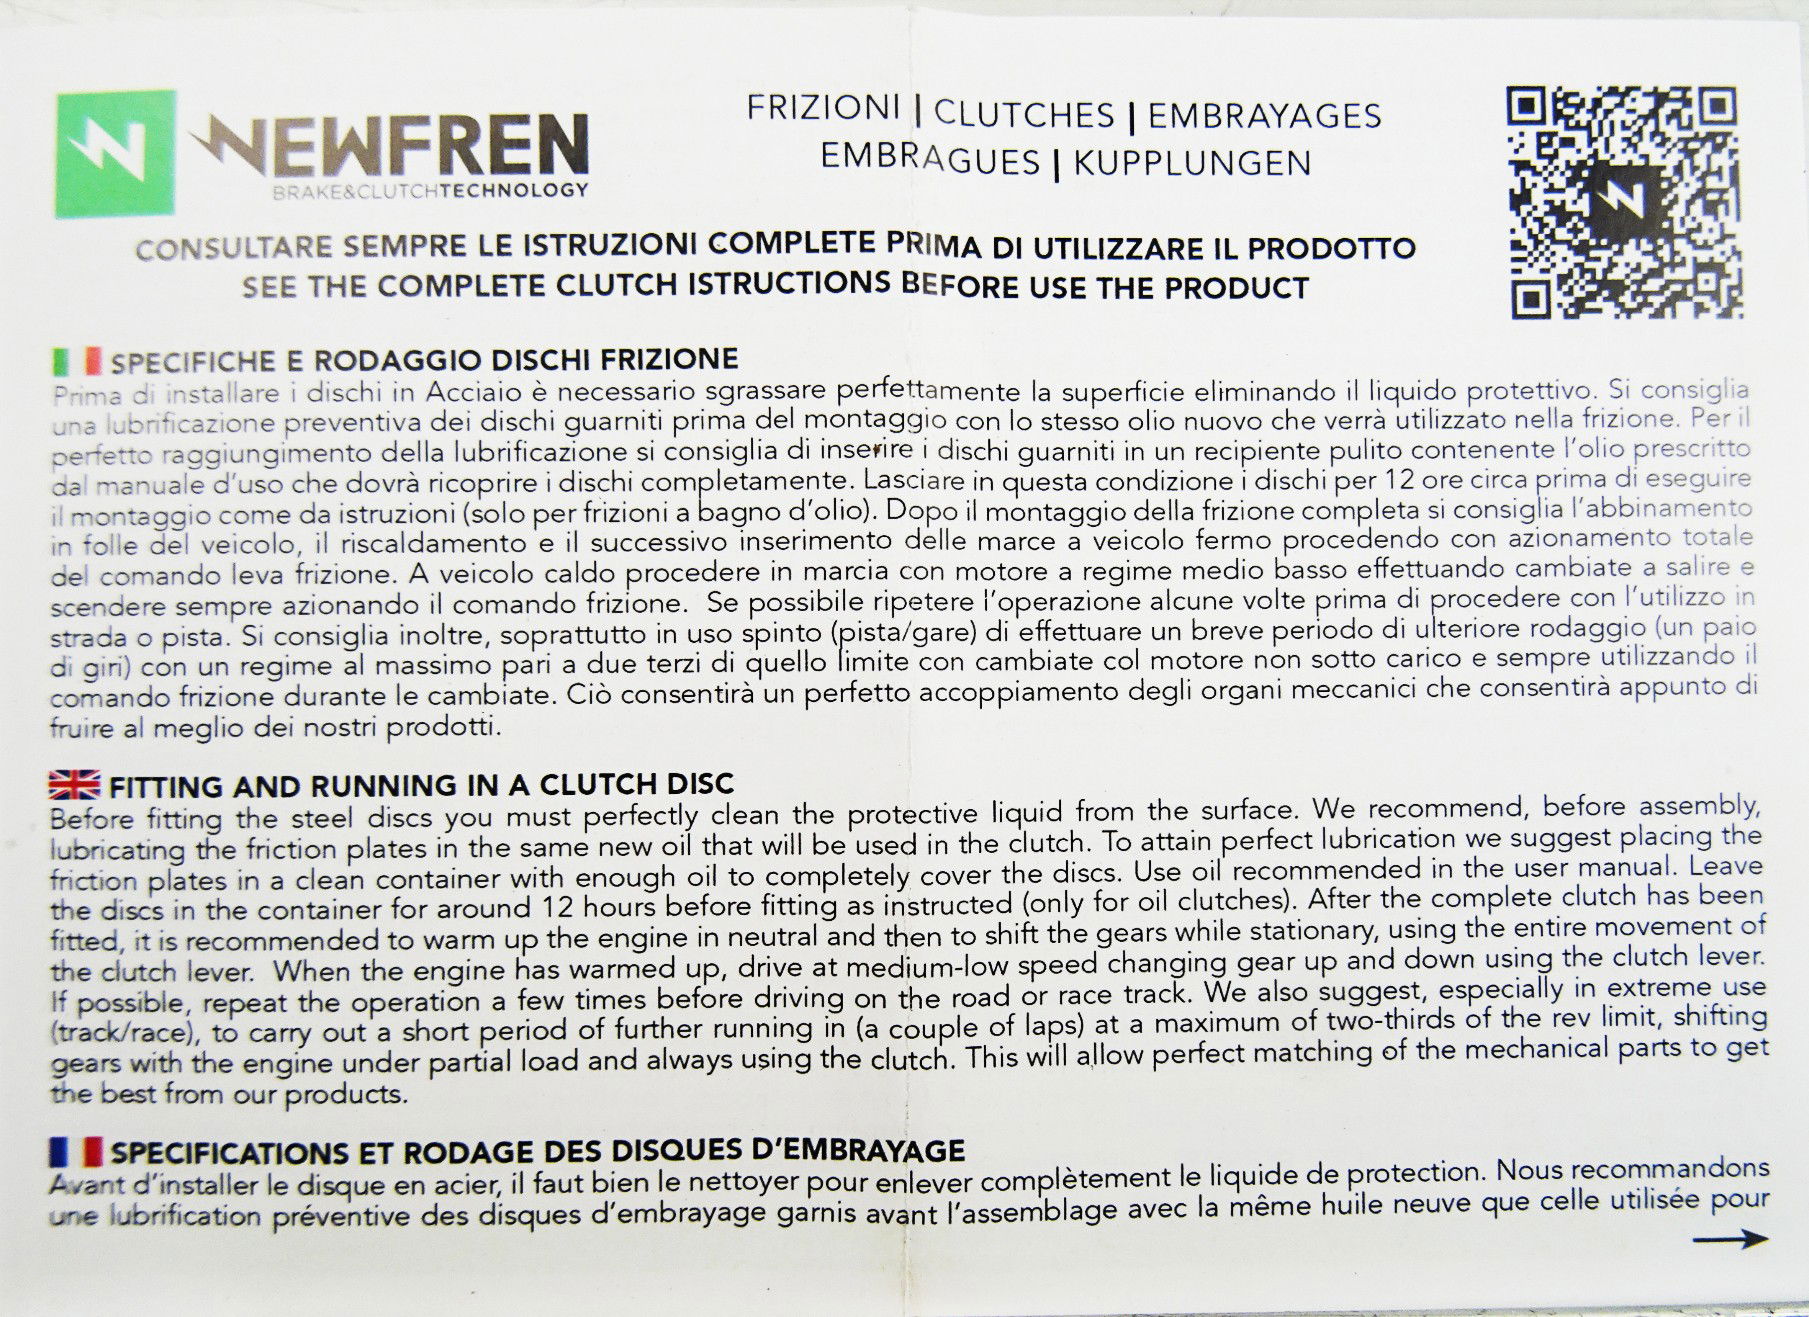 NEWFREN
BRAKE&CLUTCHTECHNOLOGY
FRIZIONI | CLUTCHES | EMBRAYAGES
EMBRAGUES | KUPPLUNGEN
CONSULTARE SEMPRE LE ISTRUZIONI COMPLETE PRIMA DI UTILIZZARE IL PRODOTTO
SEE THE COMPLETE CLUTCH ISTRUCTIONS BEFORE USE THE PRODUCT
SPECIFICHE E RODAGGIO DISCHI FRIZIONE
Prima di installare i dischi in Acciaio è necessario sgrassare perfettamente la superficie eliminando il liquido protettivo. Si consiglia
una lubrificazione preventiva dei dischi guarniti prima del montaggio con lo stesso olio nuovo che verrà utilizzato nella frizione. Per il
perfetto raggiungimento della lubrificazione si consiglia di inserire i dischi guarniti in un recipiente pulito contenente l'olio prescritto
dal manuale d'uso che dovrà ricoprire i dischi completamente. Lasciare in questa condizione i dischi per 12 ore circa prima di eseguire
il montaggio come da istruzioni (solo per frizioni a bagno d'olio). Dopo il montaggio della frizione completa si consiglia l'abbinamento
in folle del veicolo, il riscaldamento e il successivo inserimento delle marce a veicolo fermo procedendo con azionamento totale
del comando leva frizione. A veicolo caldo procedere in marcia con motore a regime medio basso effettuando cambiate a salire e
scendere sempre azionando il comando frizione. Se possibile ripetere l'operazione alcune volte prima di procedere con l'utilizzo in
strada o pista. Si consiglia inoltre, soprattutto in uso spinto (pista/gare) di effettuare un breve periodo di ulteriore rodaggio (un paio
di giri) con un regime al massimo pari a due terzi di quello limite con cambiate col motore non sotto carico e sempre utilizzando il
comando frizione durante le cambiate. Ciò consentirà un perfetto accoppiamento degli organi meccanici che consentirà appunto di
fruire al meglio dei nostri prodotti.
FITTING AND RUNNING IN A CLUTCH DISC
Before fitting the steel discs you must perfectly clean the protective liquid from the surface. We recommend, before assembly,
lubricating the friction plates in the same new oil that will be used in the clutch. To attain perfect lubrication we suggest placing the
friction plates in a clean container with enough oil to completely cover the discs. Use oil recommended in the user manual. Leave
the discs in the container for around 12 hours before fitting as instructed (only for oil clutches). After the complete clutch has been
fitted, it is recommended to warm up the engine in neutral and then to shift the gears while stationary, using the entire movement of
the clutch lever. When the engine has warmed up, drive at medium-low speed changing gear up and down using the clutch lever.
If possible, repeat the operation a few times before driving on the road or race track. We also suggest, especially in extreme use
(track/race), to carry out a short period of further running in (a couple of laps) at a maximum of two-thirds of the rev limit, shifting
gears with the engine under partial load and always using the clutch. This will allow perfect matching of the mechanical parts to get
the best from our products.
SPECIFICATIONS ET RODAGE DES DISQUES D'EMBRAYAGE
Avant d'installer le disque en acier, il faut bien le nettoyer pour enlever complètement le liquide de protection. Nous recommandons
une lubrification préventive des disques d'embrayage garnis avant l'assemblage avec la même huile neuve que celle utilisée pour